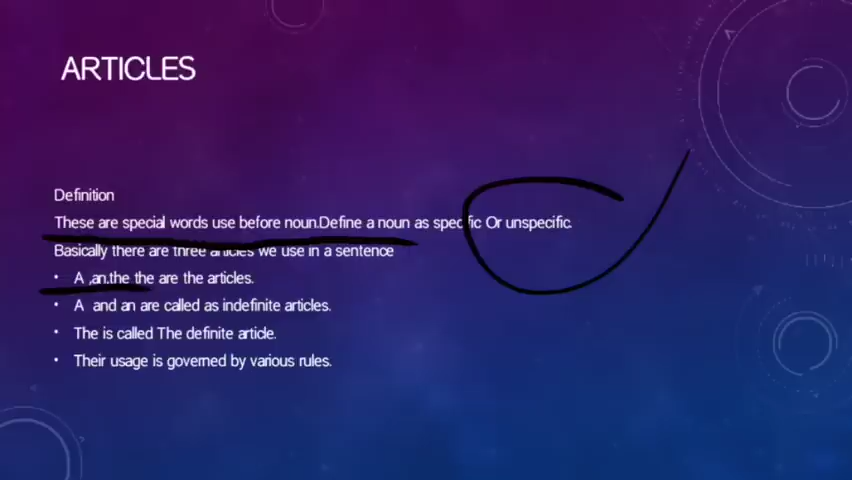 ARTICLES
Definition
These are special words use before noun.Define a noun as specific Or unspecific.
Basically there are three articles we use in a sentence
• A ,an.the the are the articles.
• A and an are called as indefinite articles.
• The is called The definite article.
• Their usage is governed by various rules.